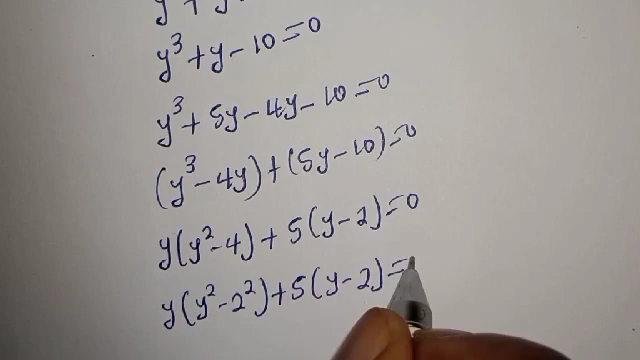 y³ + y - 10 = 0
y³ + 5y - 4y - 10 = 0
(y³ - 4y) + (5y - 10) = 0
y(y² - 4) + 5(y - 2) = 0
y(y² - 2²) + 5(y - 2) =